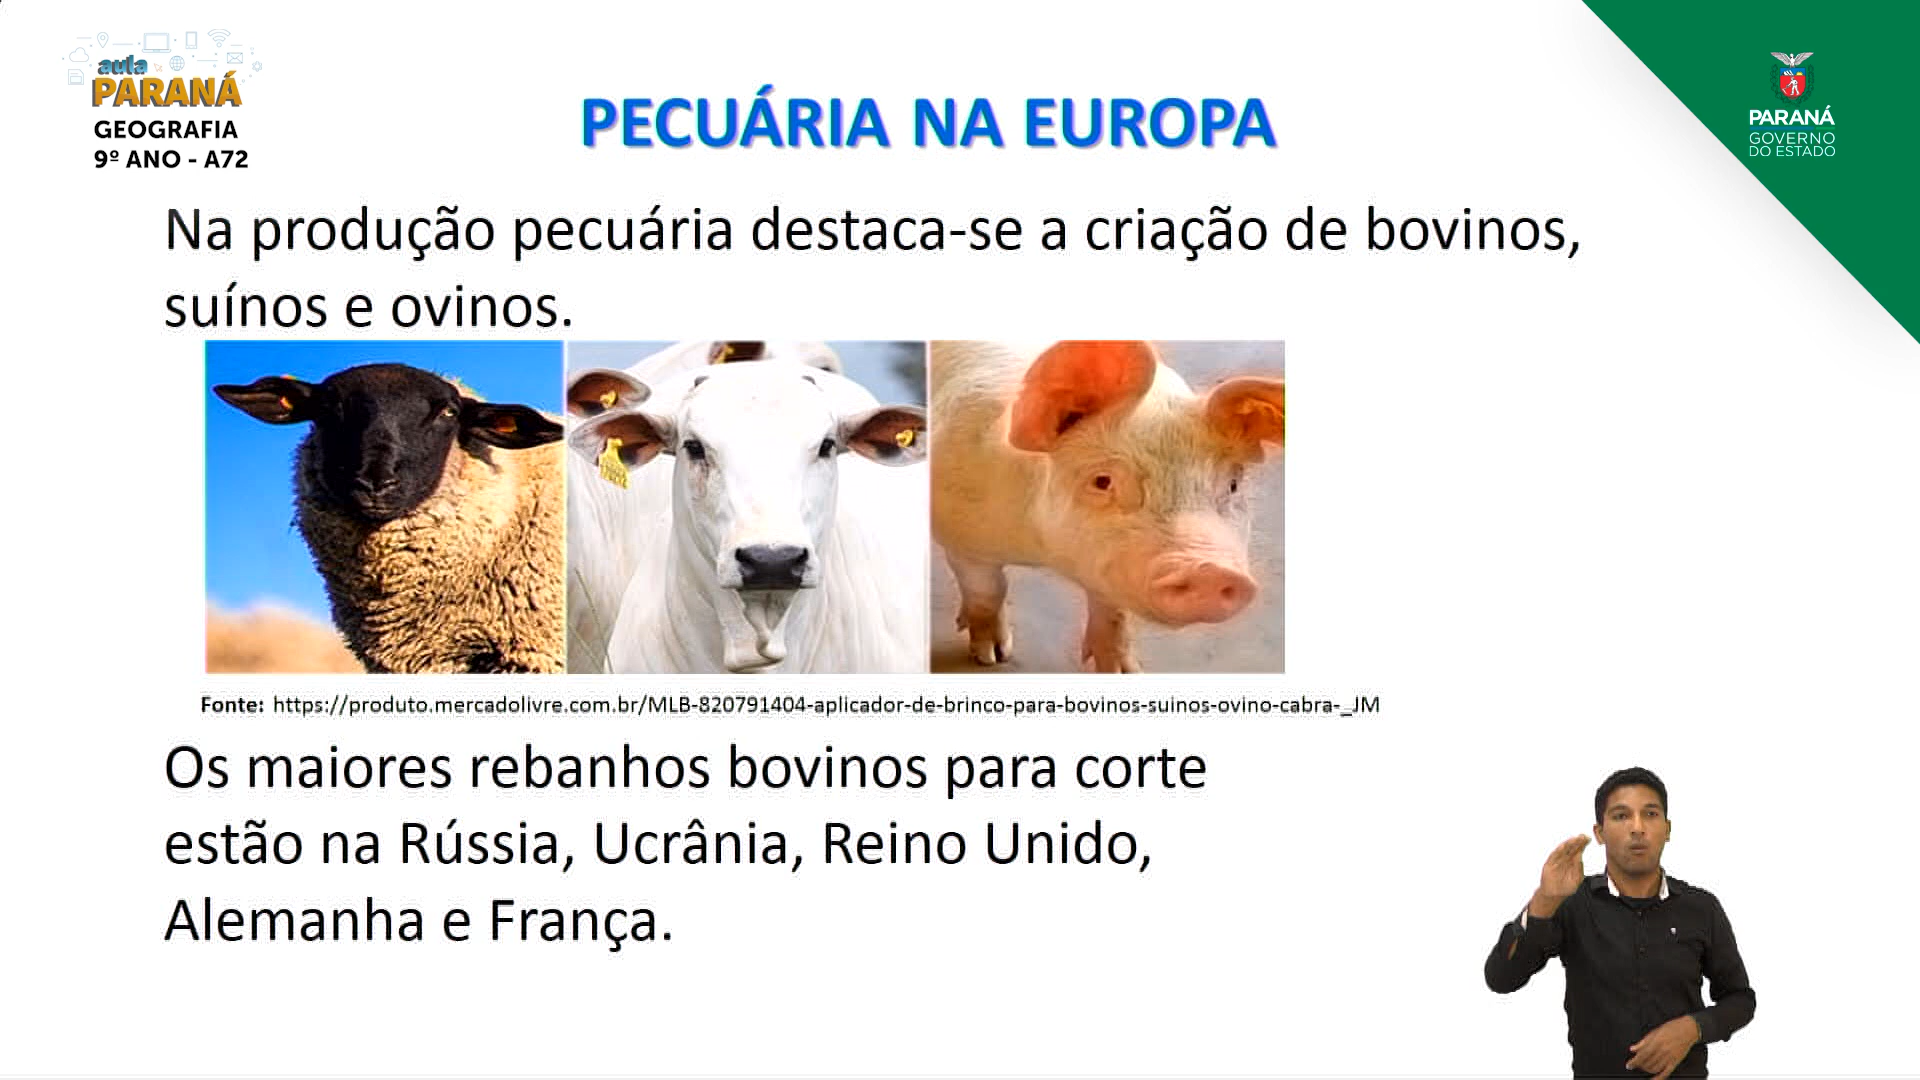 aula
PARANÁ
GEOGRAFIA
9º ANO - A72
PECUÁRIA NA EUROPA
PARANÁ
GOVERNO
DO ESTADO
Na produção pecuária destaca-se a criação de bovinos,
suínos e ovinos.
Fonte: https://produto.mercadolivre.com.br/MLB-820791404-aplicador-de-brinco-para-bovinos-suinos-ovino-cabra-_JM
Os maiores rebanhos bovinos para corte
estão na Rússia, Ucrânia, Reino Unido,
Alemanha e França.